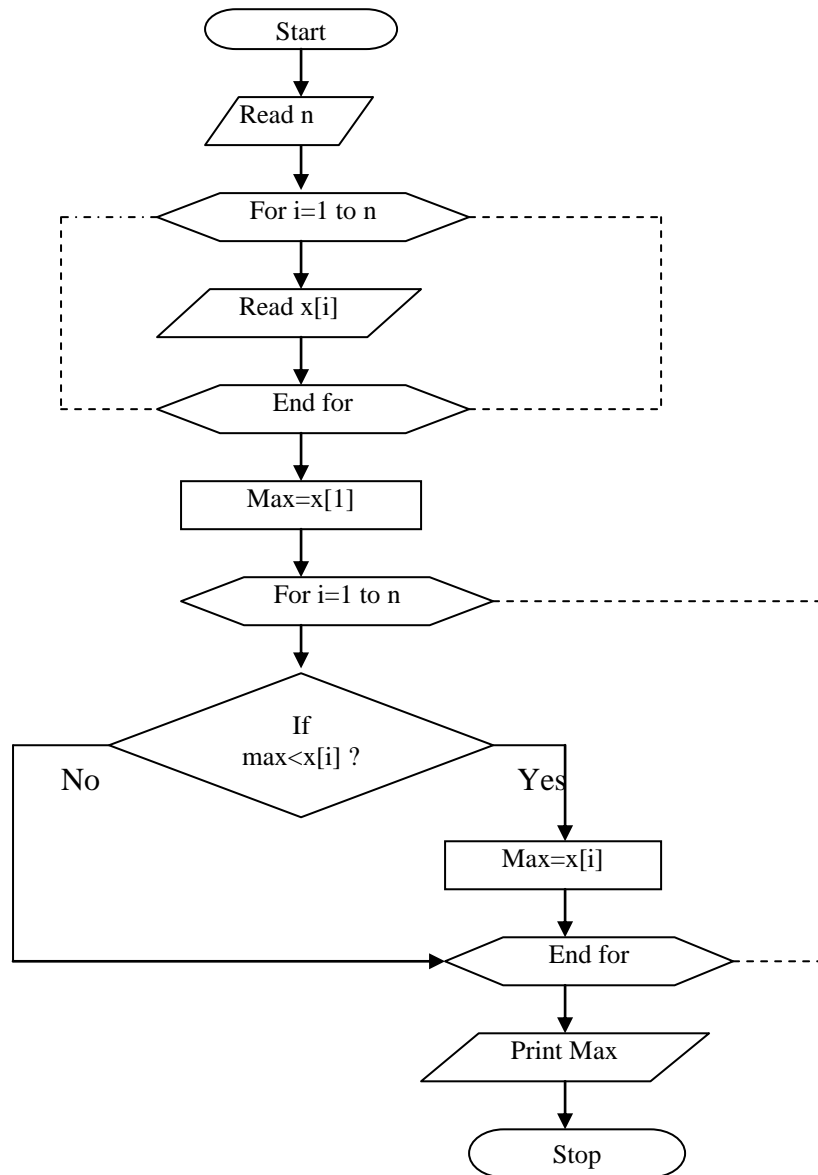 Start
Read n
For i=1 to n
Read x[i]
End for
Max=x[1]
For i=1 to n
If
max<x[i] ?
No
Yes
Max=x[i]
End for
Print Max
Stop